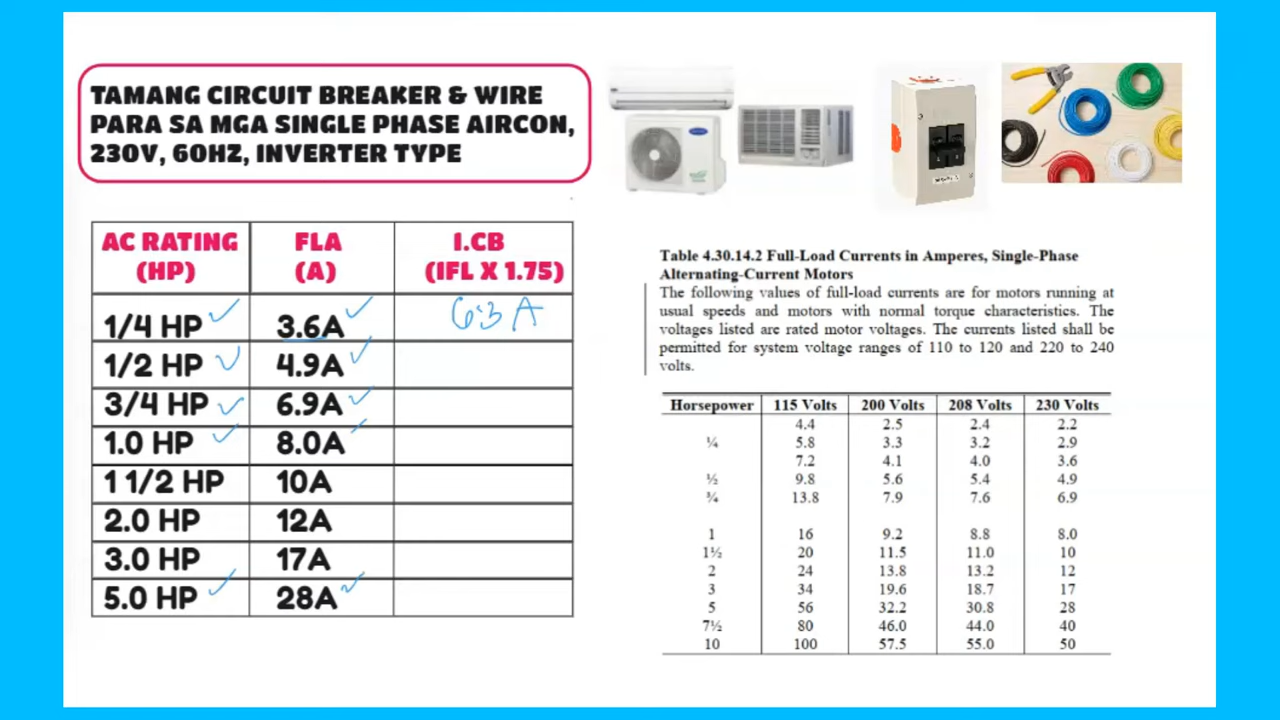 TAMANG CIRCUIT BREAKER & WIRE
PARA SA MGA SINGLE PHASE AIRCON,
230V, 60HZ, INVERTER TYPE
AC RATING (HP) FLA (A) I.CB (IFL X 1.75)
1/4 HP 3.6A 6.3 A
1/2 HP 4.9A
3/4 HP 6.9A
1.0 HP 8.0A
1 1/2 HP 10A
2.0 HP 12A
3.0 HP 17A
5.0 HP 28A
Table 4.30.14.2 Full-Load Currents in Amperes, Single-Phase
Alternating-Current Motors
The following values of full-load currents are for motors running at
usual speeds and motors with normal torque characteristics. The
voltages listed are rated motor voltages. The currents listed shall be
permitted for system voltage ranges of 110 to 120 and 220 to 240
volts.
Horsepower 115 Volts 200 Volts 208 Volts 230 Volts
4.4 2.5 2.4 2.2
¼ 5.8 3.3 3.2 2.9
7.2 4.1 4.0 3.6
½ 9.8 5.6 5.4 4.9
¾ 13.8 7.9 7.6 6.9
1 16 9.2 8.8 8.0
1½ 20 11.5 11.0 10
2 24 13.8 13.2 12
3 34 19.6 18.7 17
5 56 32.2 30.8 28
7½ 80 46.0 44.0 40
10 100 57.5 55.0 50